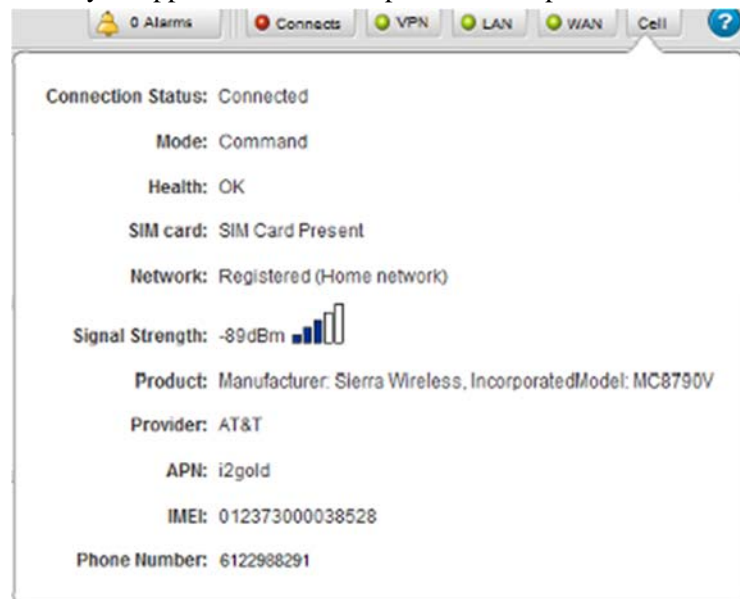 0 Alarms Connects VPN LAN WAN Cell ?
Connection Status: Connected
Mode: Command
Health: OK
SIM card: SIM Card Present
Network: Registered (Home network)
Signal Strength: -89dBm
Product: Manufacturer: Sierra Wireless, IncorporatedModel: MC8790V
Provider: AT&T
APN: i2gold
IMEI: 012373000038528
Phone Number: 6122988291